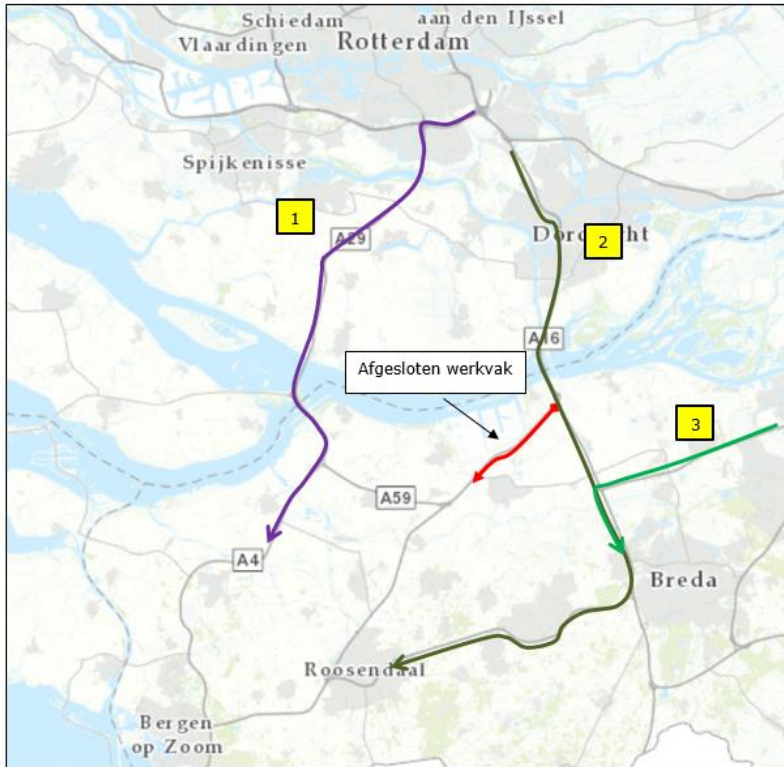 Schiedam
aan den IJssel
Vlaardingen
Rotterdam
Spijkenisse
1
A29
2
Dordrecht
A16
Afgesloten werkvak
3
A59
A4
Breda
Roosendaal
Bergen
op Zoom